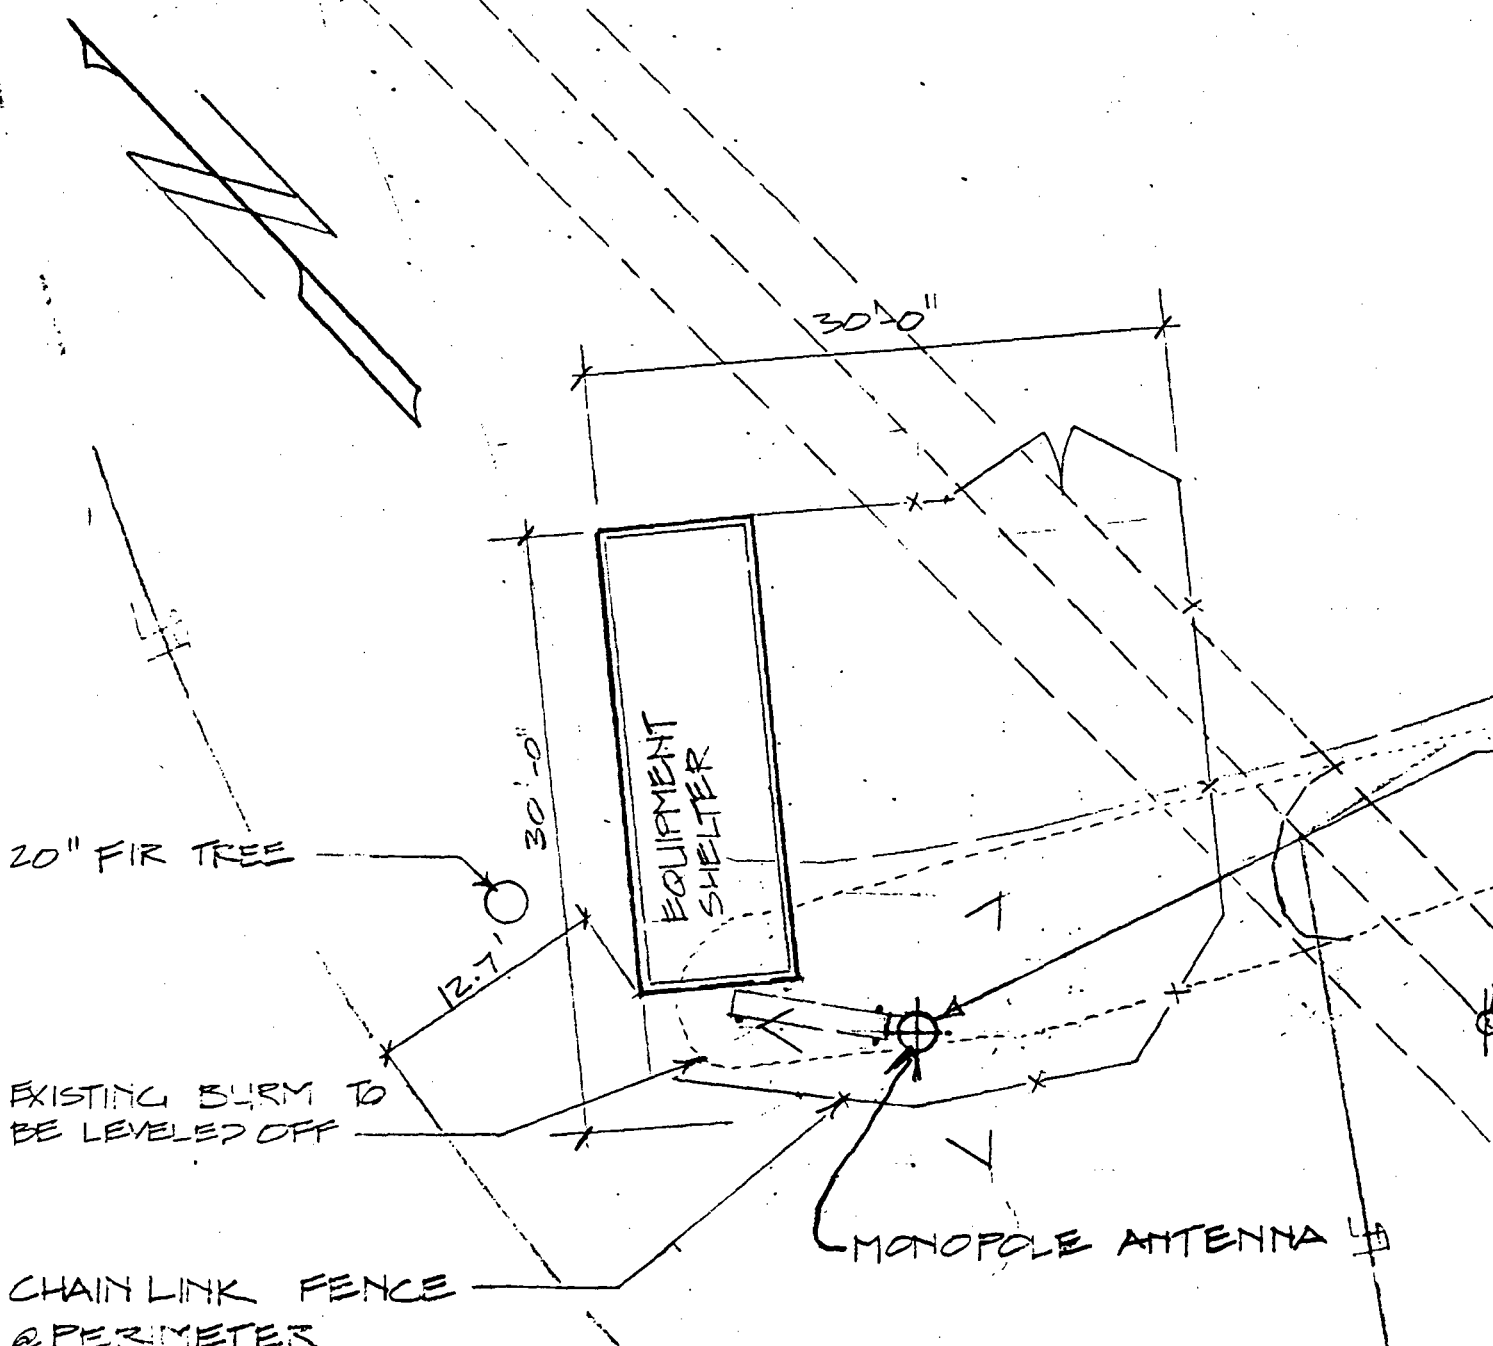 30'-0"
30'-0"
EQUIPMENT
SHELTER
20" FIR TREE
12.7'
EXISTING BURM TO
BE LEVELED OFF
MONOPOLE ANTENNA
CHAIN LINK FENCE
@ PERIMETER